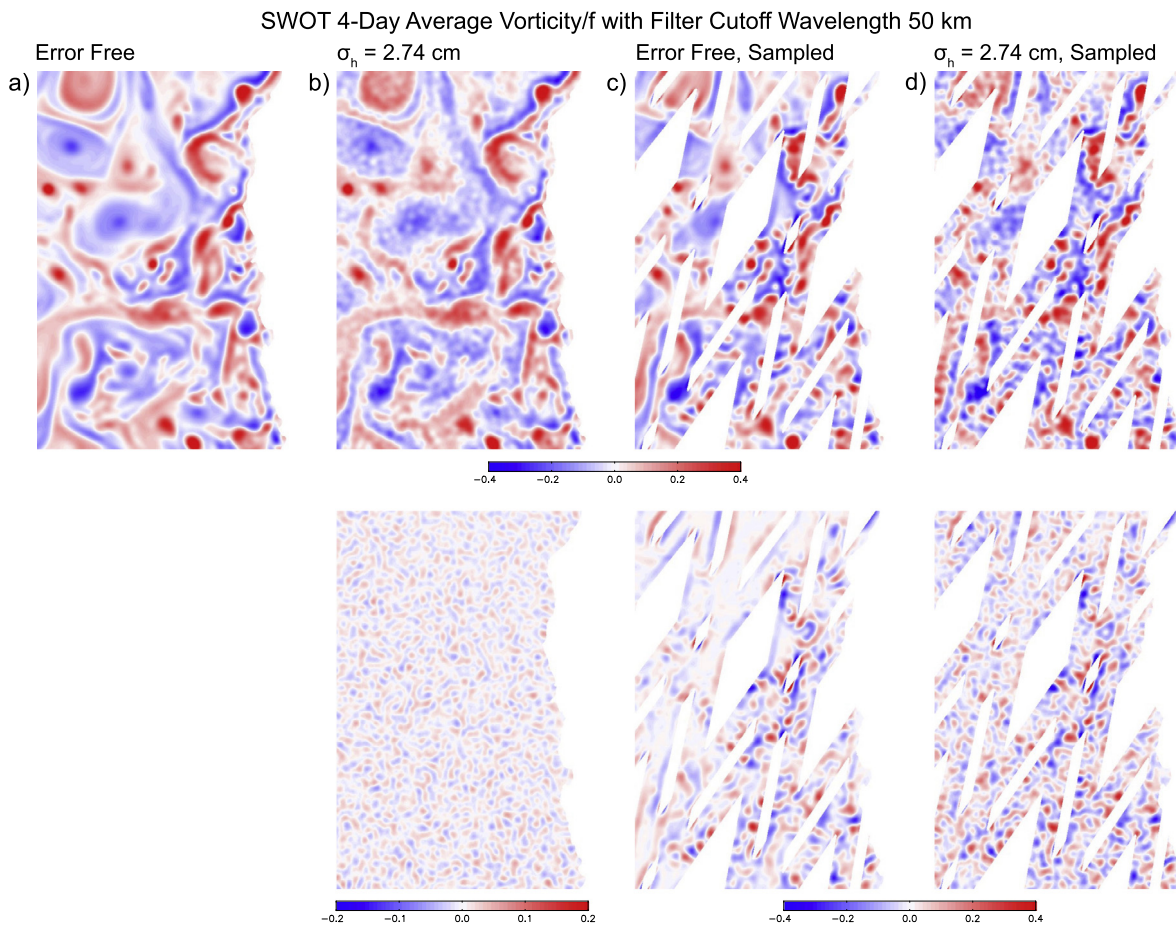 SWOT 4-Day Average Vorticity/f with Filter Cutoff Wavelength 50 km
Error Free
σh = 2.74 cm
Error Free, Sampled
σh = 2.74 cm, Sampled
a)
b)
c)
d)
−0.4 −0.2 0.0 0.2 0.4
−0.2 −0.1 0.0 0.1 0.2
−0.4 −0.2 0.0 0.2 0.4